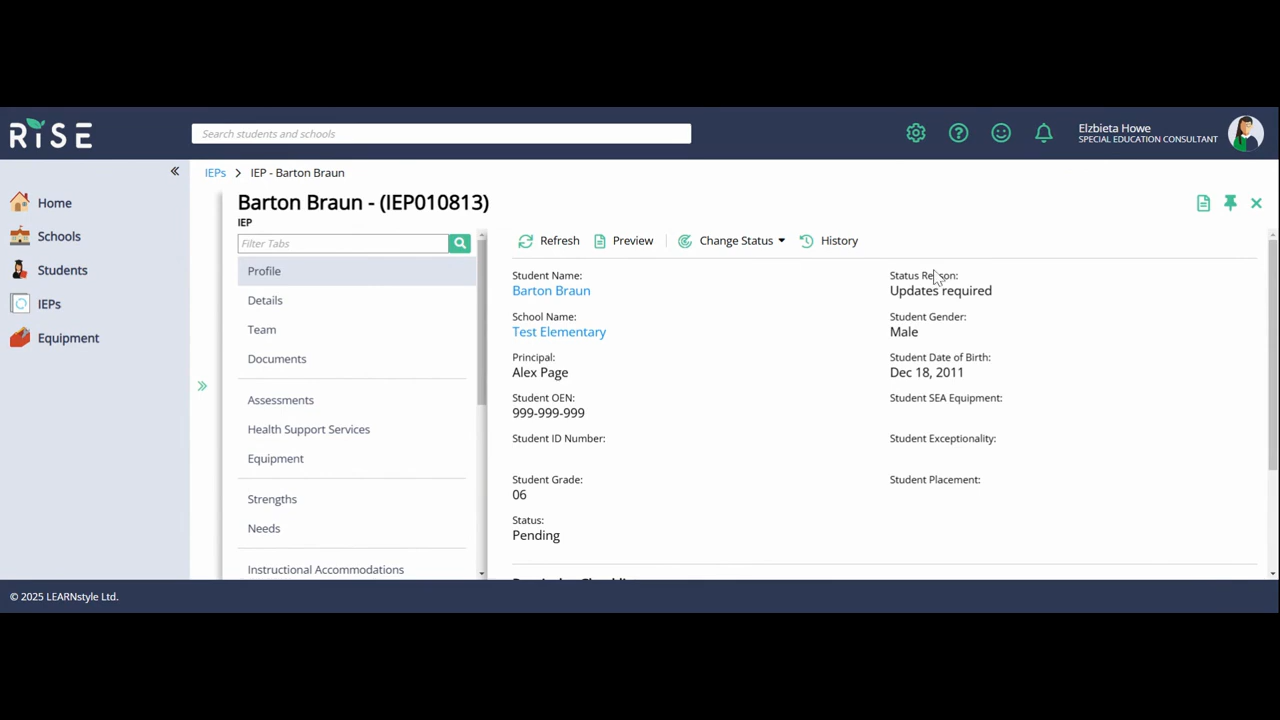 RISE
Search students and schools
Elzbieta Howe
SPECIAL EDUCATION CONSULTANT
Home
Schools
Students
IEPs
Equipment
IEPs > IEP - Barton Braun
Barton Braun - (IEP010813)
IEP
Filter Tabs
Profile
Details
Team
Documents
Assessments
Health Support Services
Equipment
Strengths
Needs
Instructional Accommodations
Refresh
Preview
Change Status
History
Student Name:
Barton Braun
School Name:
Test Elementary
Principal:
Alex Page
Student OEN:
999-999-999
Student ID Number:
Student Grade:
06
Status:
Pending
Status Reason:
Updates required
Student Gender:
Male
Student Date of Birth:
Dec 18, 2011
Student SEA Equipment:
Student Exceptionality:
Student Placement:
© 2025 LEARNstyle Ltd.